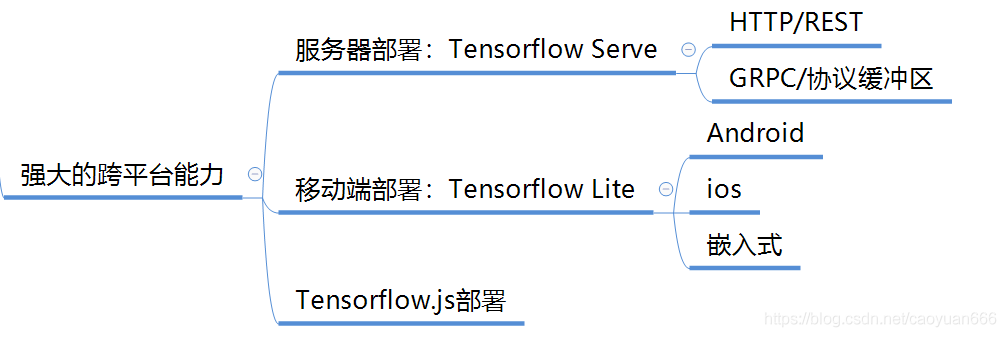 强大的跨平台能力
服务器部署：Tensorflow Serve
HTTP/REST
GRPC/协议缓冲区
移动端部署：Tensorflow Lite
Android
ios
嵌入式
Tensorflow.js部署
https://blog.csdn.net/caoyuan666